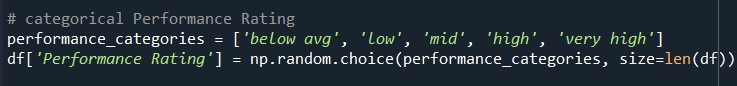 # categorical Performance Rating
performance_categories = ['below avg', 'low', 'mid', 'high', 'very high']
df['Performance Rating'] = np.random.choice(performance_categories, size=len(df))